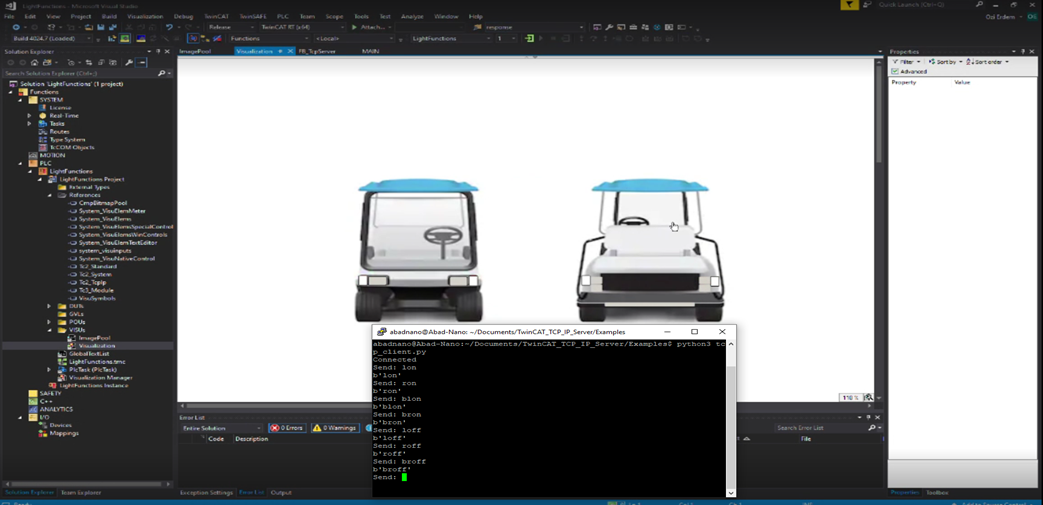 LightFunctions - Microsoft Visual Studio
Quick Launch (Ctrl+Q)
File Edit View Project Build Debug TwinCAT TwinSAFE PLC Team Scope Tools Test Analyze Window Help
Release TwinCAT RT (x64) Attach... response
Build 4024.7 (Loaded) <Local> LightFunctions 1
Functions
Solution Explorer
Search Solution Explorer (Ctrl+;)
Solution 'LightFunctions' (1 project)
Functions
SYSTEM
License
Real-Time
Tasks
Routes
Type System
TcCOM Objects
MOTION
PLC
LightFunctions
LightFunctions Project
External Types
References
CmpBitmapPool
System_VisuElemMeter
System_VisuElems
System_VisuElemsSpecialControls
System_VisuElemsWinControls
System_VisuElemTextEditor
system_visuinputs
System_VisuNativeControl
Tc2_Standard
Tc2_System
Tc2_TcpIp
Tc3_Module
VisuSymbols
DUTs
GVLs
POUs
VISUs
ImagePool
Visualization
GlobalTextList
LightFunctions.tmc
PlcTask (PlcTask)
Visualization Manager
LightFunctions Instance
SAFETY
C++
ANALYTICS
I/O
Devices
Mappings
Solution Explorer Team Explorer
ImagePool Visualization FB_TcpServer MAIN
118 %
abadnano@Abad-Nano: ~/Documents/TwinCAT_TCP_IP_Server/Examples
abadnano@Abad-Nano:~/Documents/TwinCAT_TCP_IP_Server/Examples$ python3 tc
p_client.py
Connected
Send: lon
b'lon'
Send: ron
b'ron'
Send: blon
b'blon'
Send: bron
b'bron'
Send: loff
b'loff'
Send: roff
b'roff'
Send: broff
b'broff'
Send:
Error List
Entire Solution 0 Errors 0 Warnings
Search Error List
Code Description File
Exception Settings Error List Output
Properties
Filter Sort by Sort order
Advanced
Property Value
Properties Toolbox